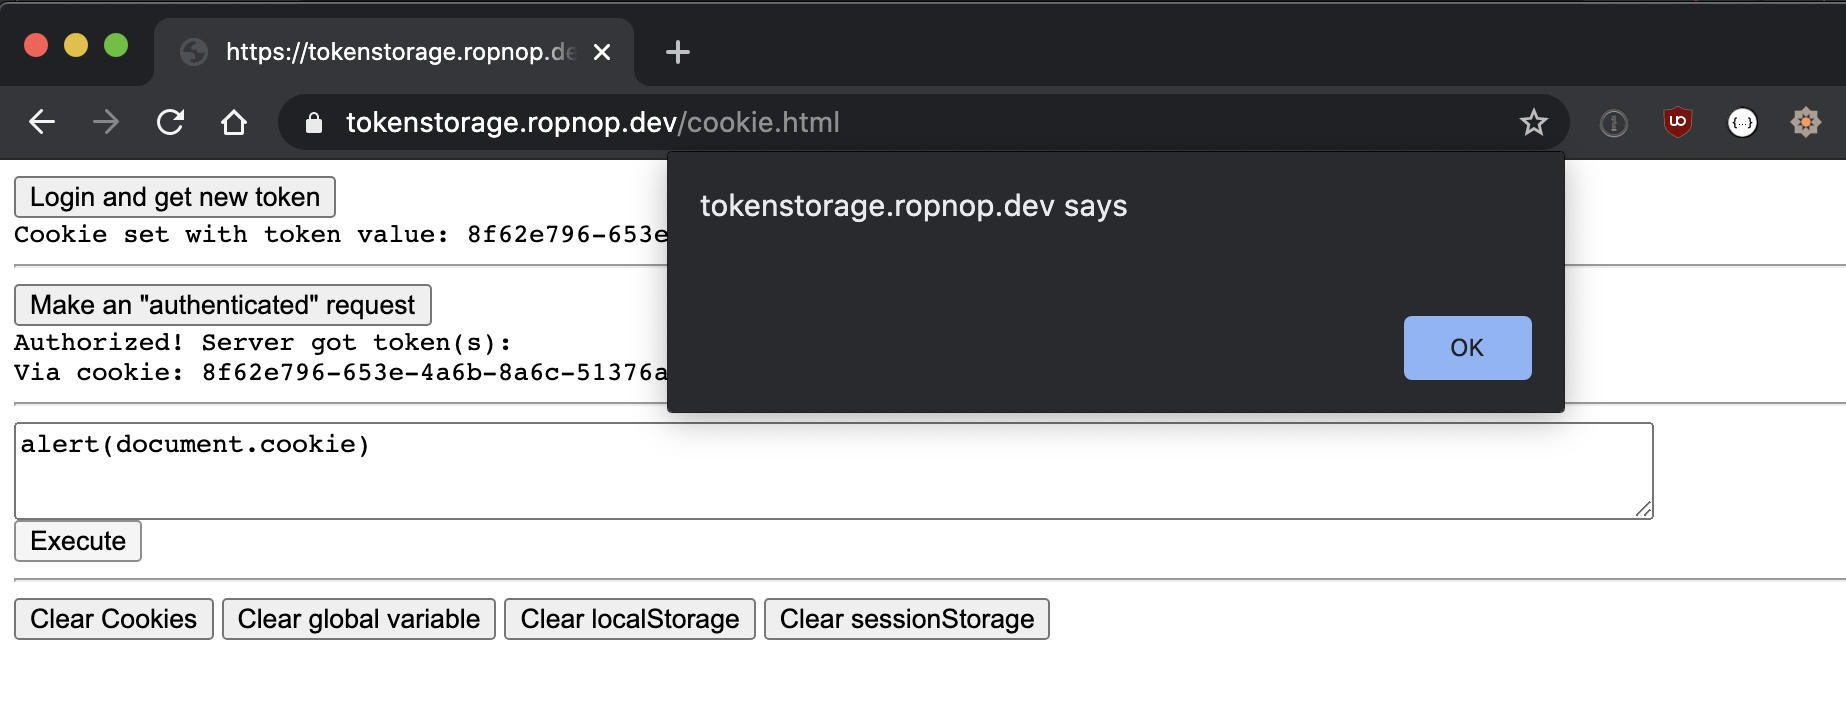 https://tokenstorage.ropnop.de
tokenstorage.ropnop.dev/cookie.html
tokenstorage.ropnop.dev says
OK
Login and get new token
Cookie set with token value: 8f62e796-653e
Make an "authenticated" request
Authorized! Server got token(s):
Via cookie: 8f62e796-653e-4a6b-8a6c-51376a
alert(document.cookie)
Execute
Clear Cookies Clear global variable Clear localStorage Clear sessionStorage